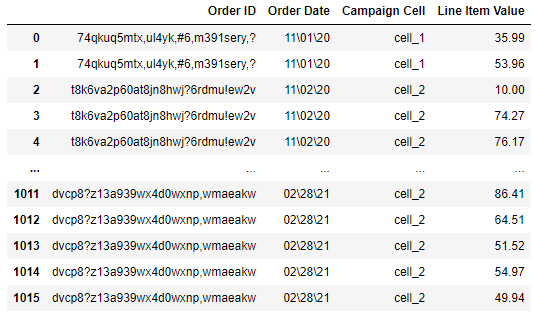 Order ID Order Date Campaign Cell Line Item Value
0 74qkuq5mtx,ul4yk,#6,m391sery,? 11\01\20 cell_1 35.99
1 74qkuq5mtx,ul4yk,#6,m391sery,? 11\01\20 cell_1 53.96
2 t8k6va2p60at8jn8hwj?6rdmu!ew2v 11\02\20 cell_2 10.00
3 t8k6va2p60at8jn8hwj?6rdmu!ew2v 11\02\20 cell_2 74.27
4 t8k6va2p60at8jn8hwj?6rdmu!ew2v 11\02\20 cell_2 76.17
... ... ... ... ...
1011 dvcp8?z13a939wx4d0wxnp,wmaeakw 02\28\21 cell_2 86.41
1012 dvcp8?z13a939wx4d0wxnp,wmaeakw 02\28\21 cell_2 64.51
1013 dvcp8?z13a939wx4d0wxnp,wmaeakw 02\28\21 cell_2 51.52
1014 dvcp8?z13a939wx4d0wxnp,wmaeakw 02\28\21 cell_2 54.97
1015 dvcp8?z13a939wx4d0wxnp,wmaeakw 02\28\21 cell_2 49.94